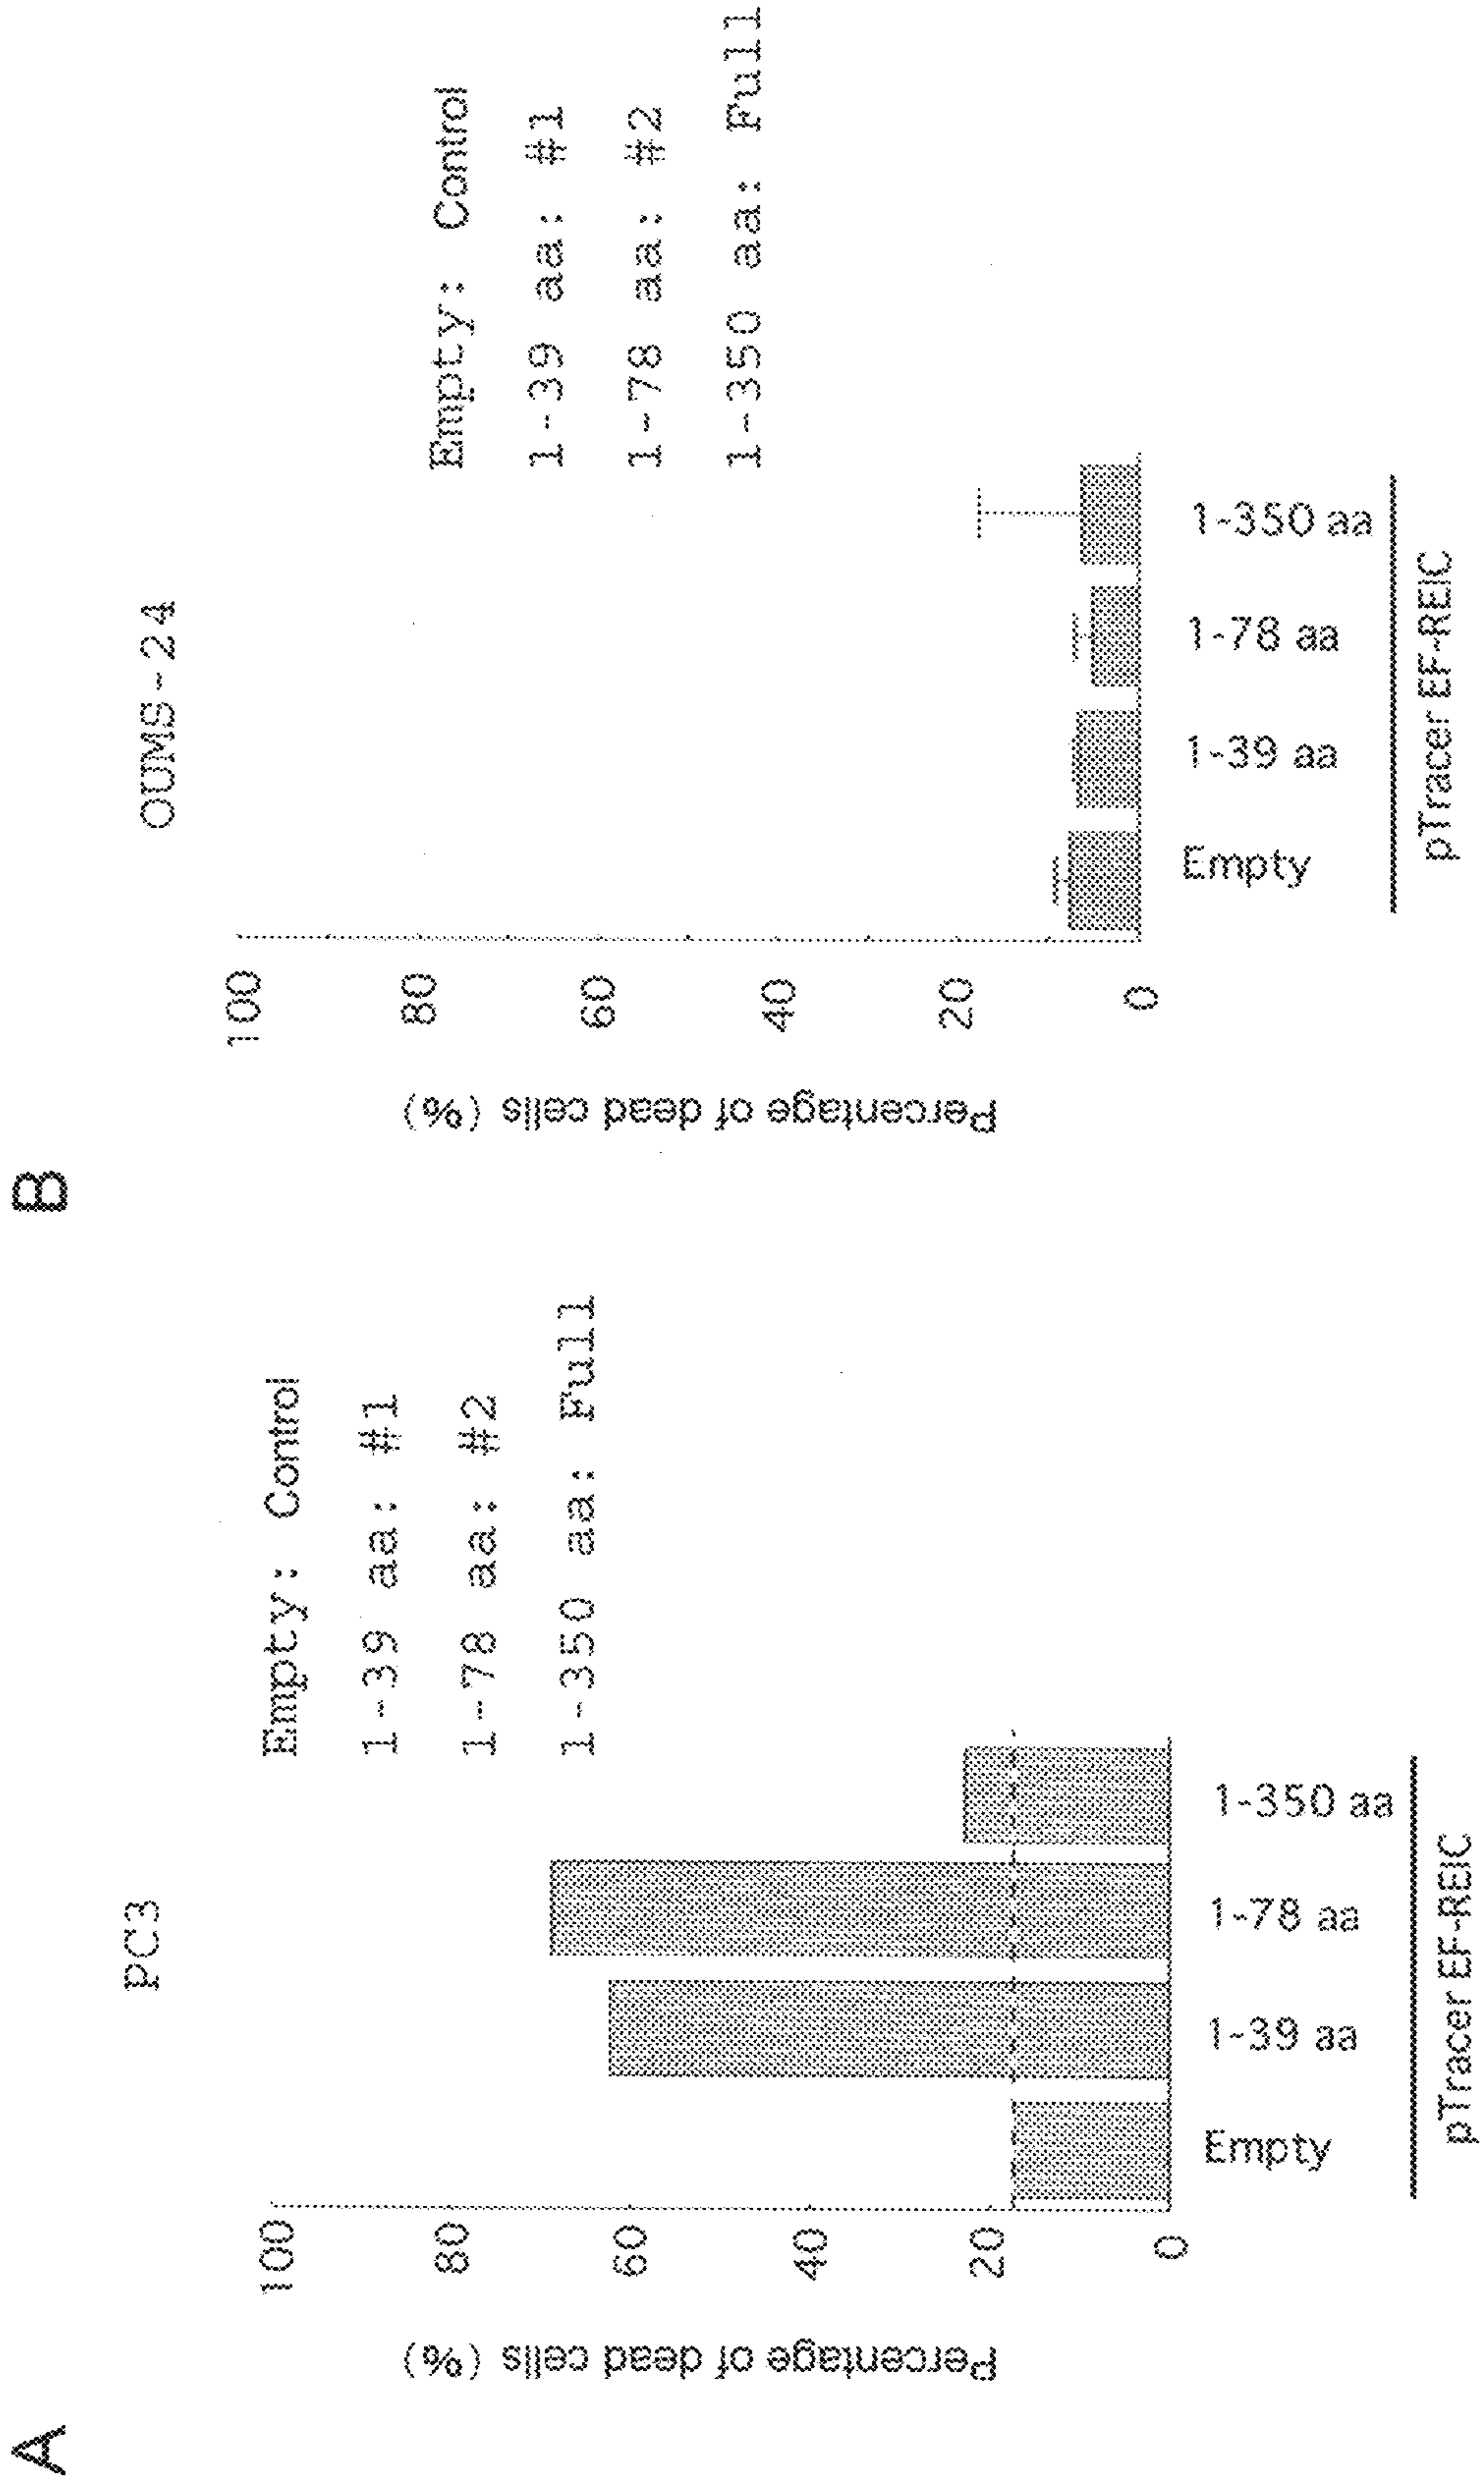 A
PC3
Empty: Control
1-39 aa: #1
1-78 aa: #2
1-350 aa: Full
Percentage of dead cells (%)
100
80
60
40
20
0
Empty
1-39 aa
1-78 aa
1-350 aa
pTracer EF-REIC
B
OUMS-24
Empty: Control
1-39 aa: #1
1-78 aa: #2
1-350 aa: Full
Percentage of dead cells (%)
100
80
60
40
20
0
Empty
1-39 aa
1-78 aa
1-350 aa
pTracer EF-REIC